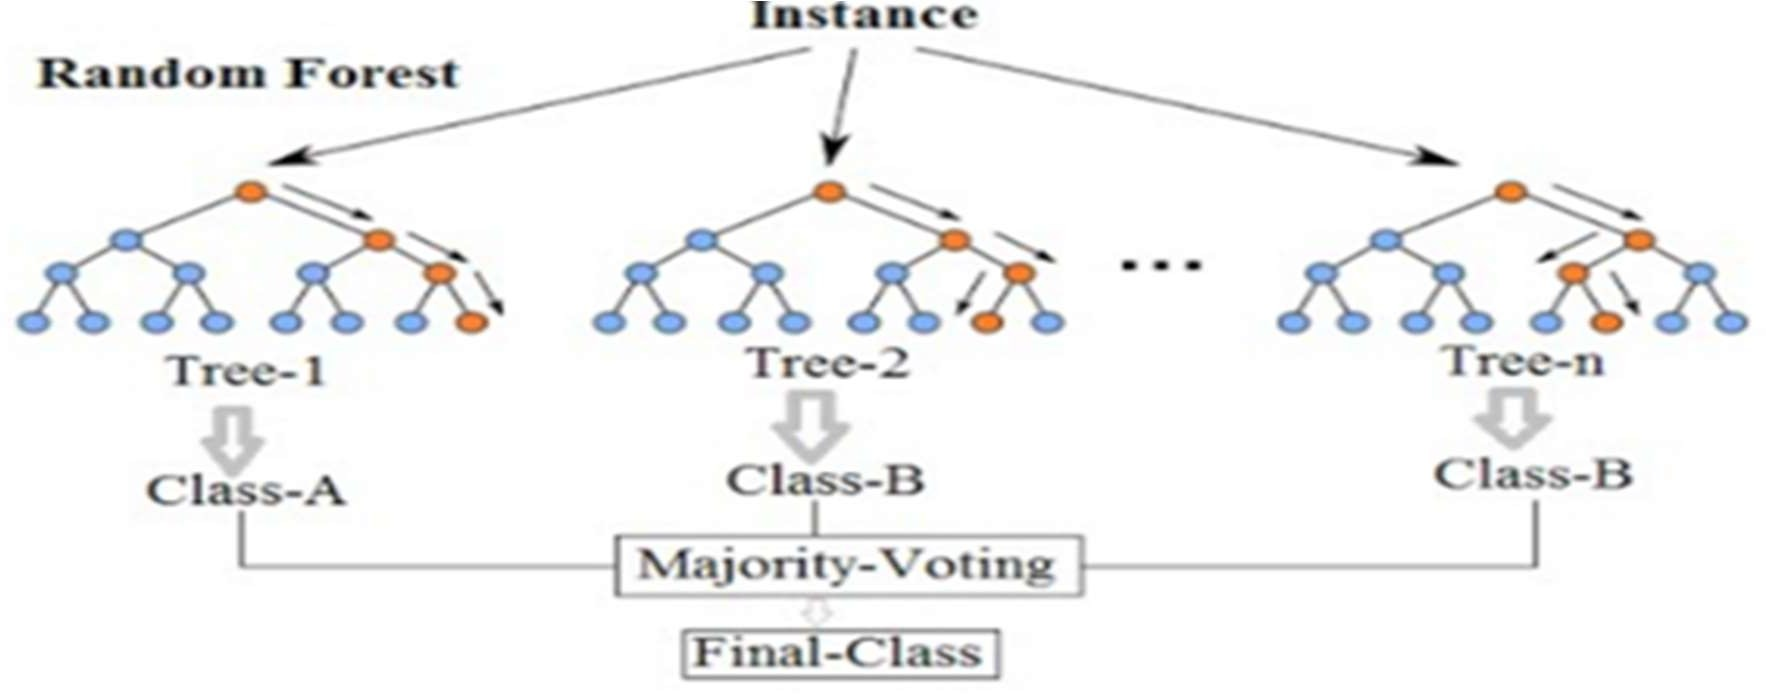 Instance
Random Forest
...
Tree-1
Tree-2
Tree-n
Class-A
Class-B
Class-B
Majority-Voting
Final-Class